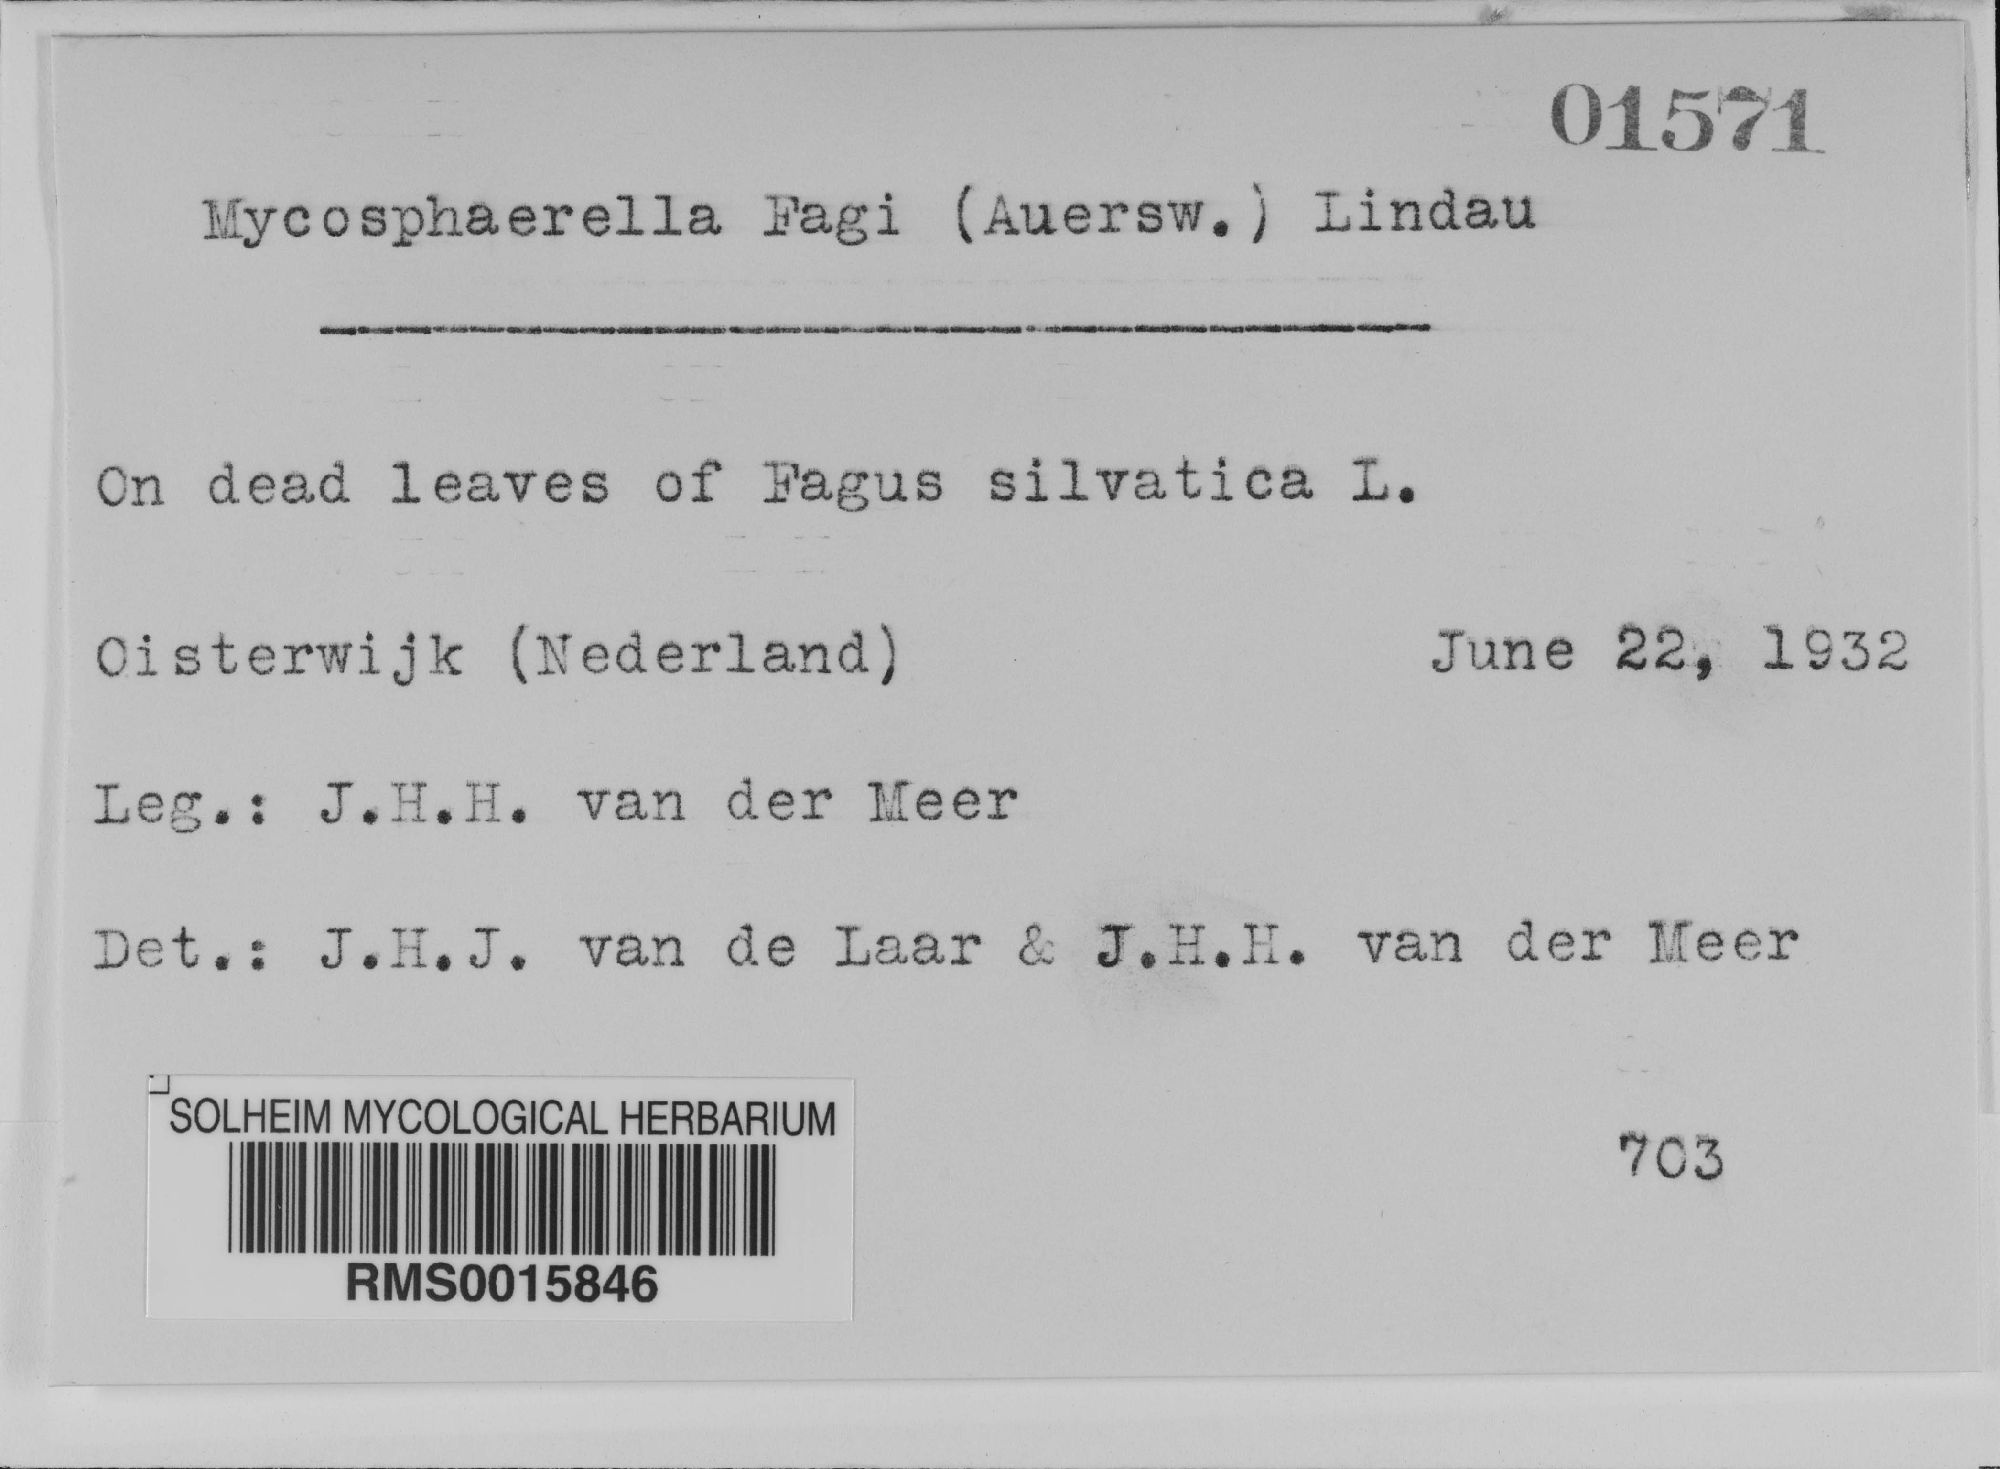 01571
Mycosphaerella Fagi (Auersw.) Lindau
On dead leaves of Fagus silvatica L.
Oisterwijk (Nederland) June 22, 1932
Leg.: J.H.H. van der Meer
Det.: J.H.J. van de Laar & J.H.H. van der Meer
703
SOLHEIM MYCOLOGICAL HERBARIUM
RMS0015846